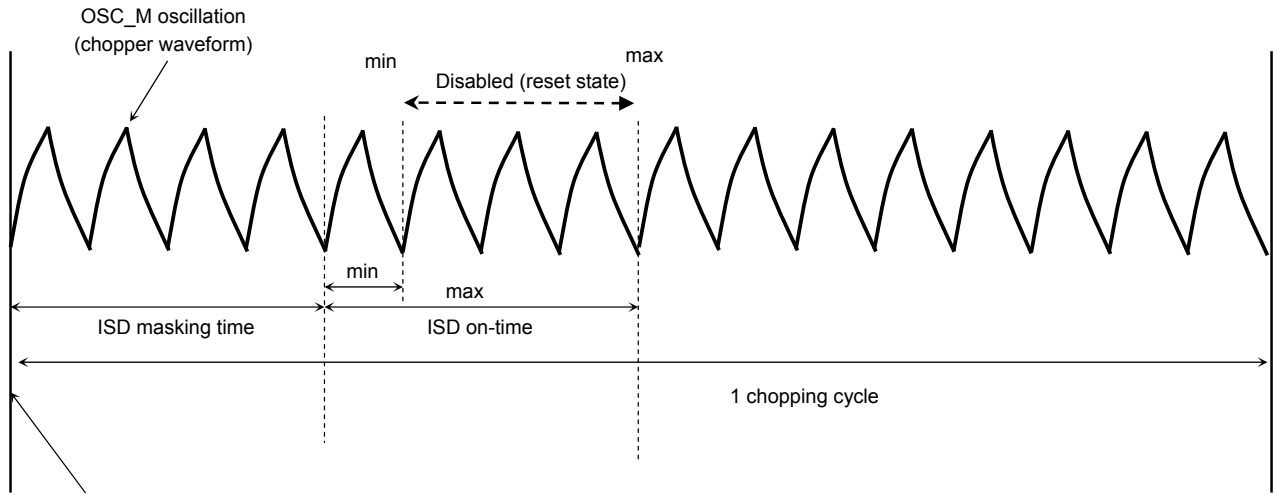 OSC_M oscillation
(chopper waveform)
min
max
Disabled (reset state)
min
max
ISD masking time
ISD on-time
1 chopping cycle